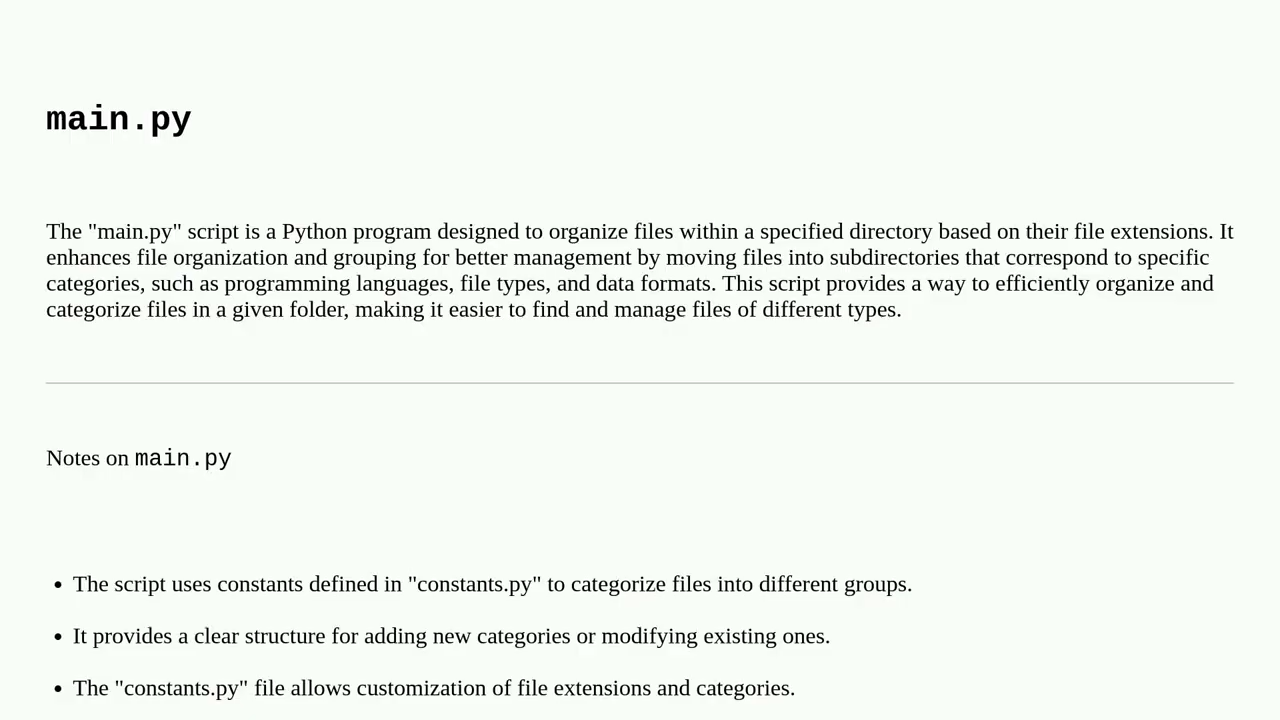 main.py
The "main.py" script is a Python program designed to organize files within a specified directory based on their file extensions. It
enhances file organization and grouping for better management by moving files into subdirectories that correspond to specific
categories, such as programming languages, file types, and data formats. This script provides a way to efficiently organize and
categorize files in a given folder, making it easier to find and manage files of different types.
Notes on main.py
• The script uses constants defined in "constants.py" to categorize files into different groups.
• It provides a clear structure for adding new categories or modifying existing ones.
• The "constants.py" file allows customization of file extensions and categories.